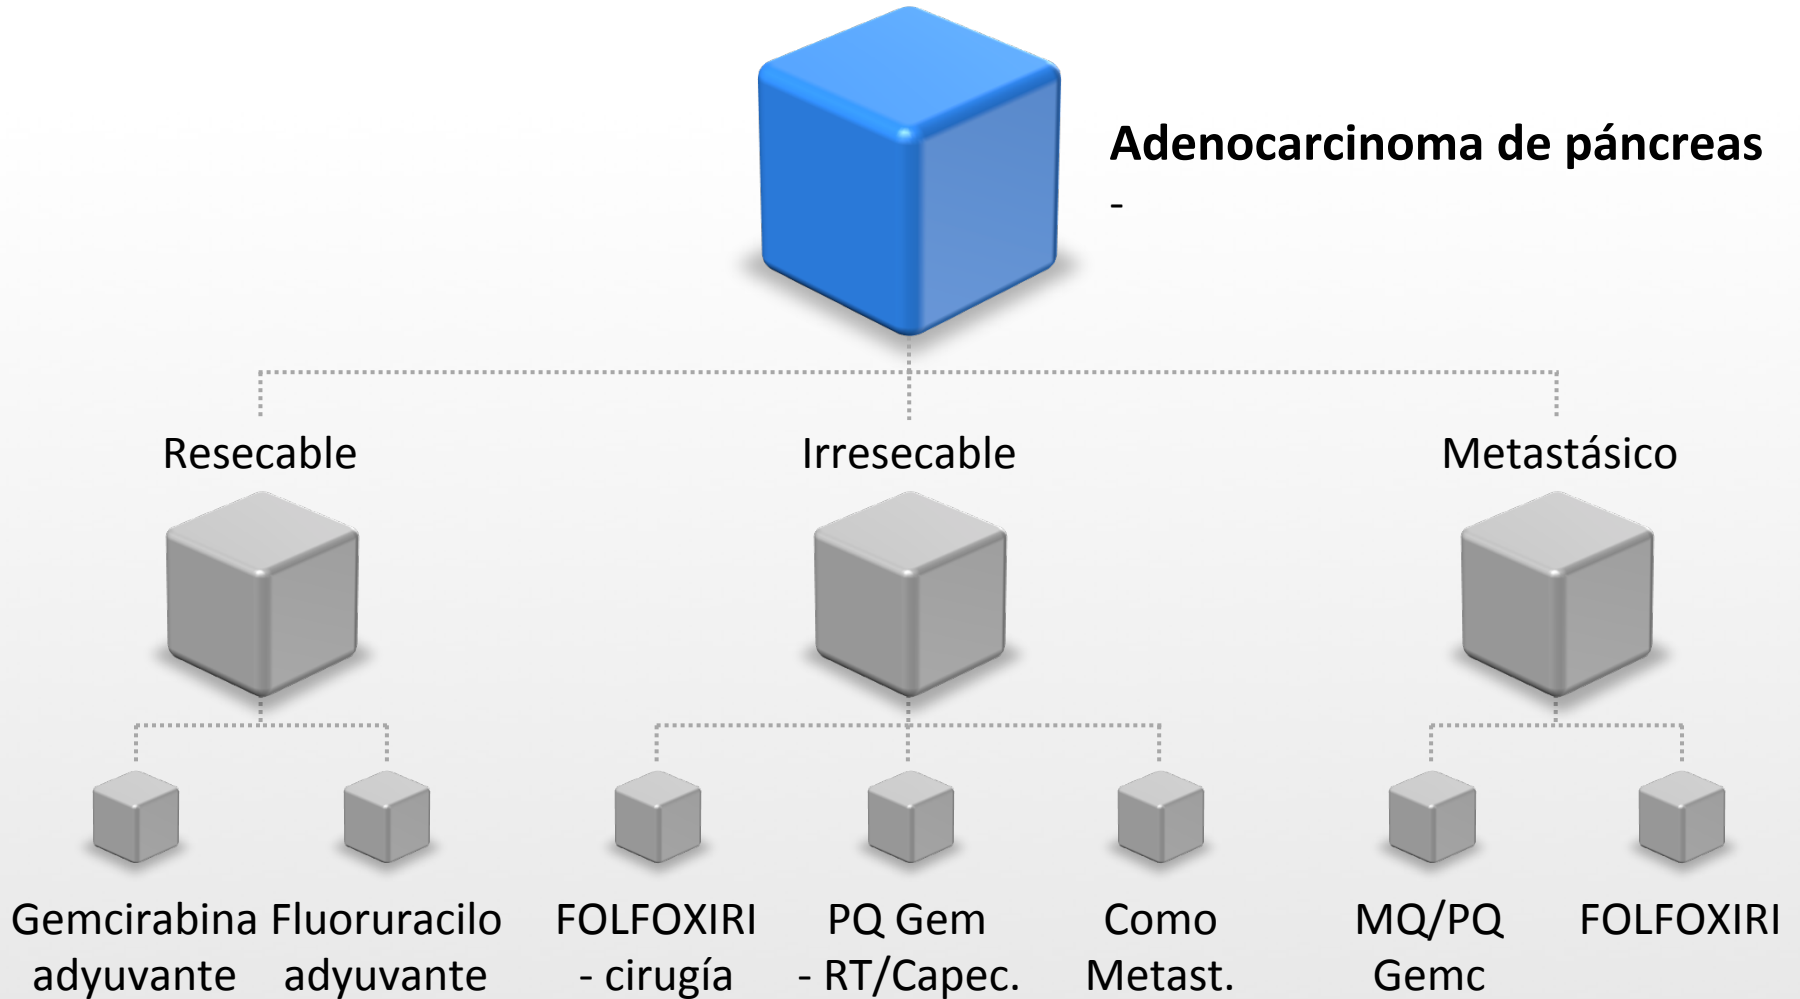 Adenocarcinoma de páncreas
-
Resecable
Irresecable
Metastásico
Gemcirabina
adyuvante
Fluoruracilo
adyuvante
FOLFOXIRI
- cirugía
PQ Gem
- RT/Capec.
Como
Metast.
MQ/PQ
Gemc
FOLFOXIRI